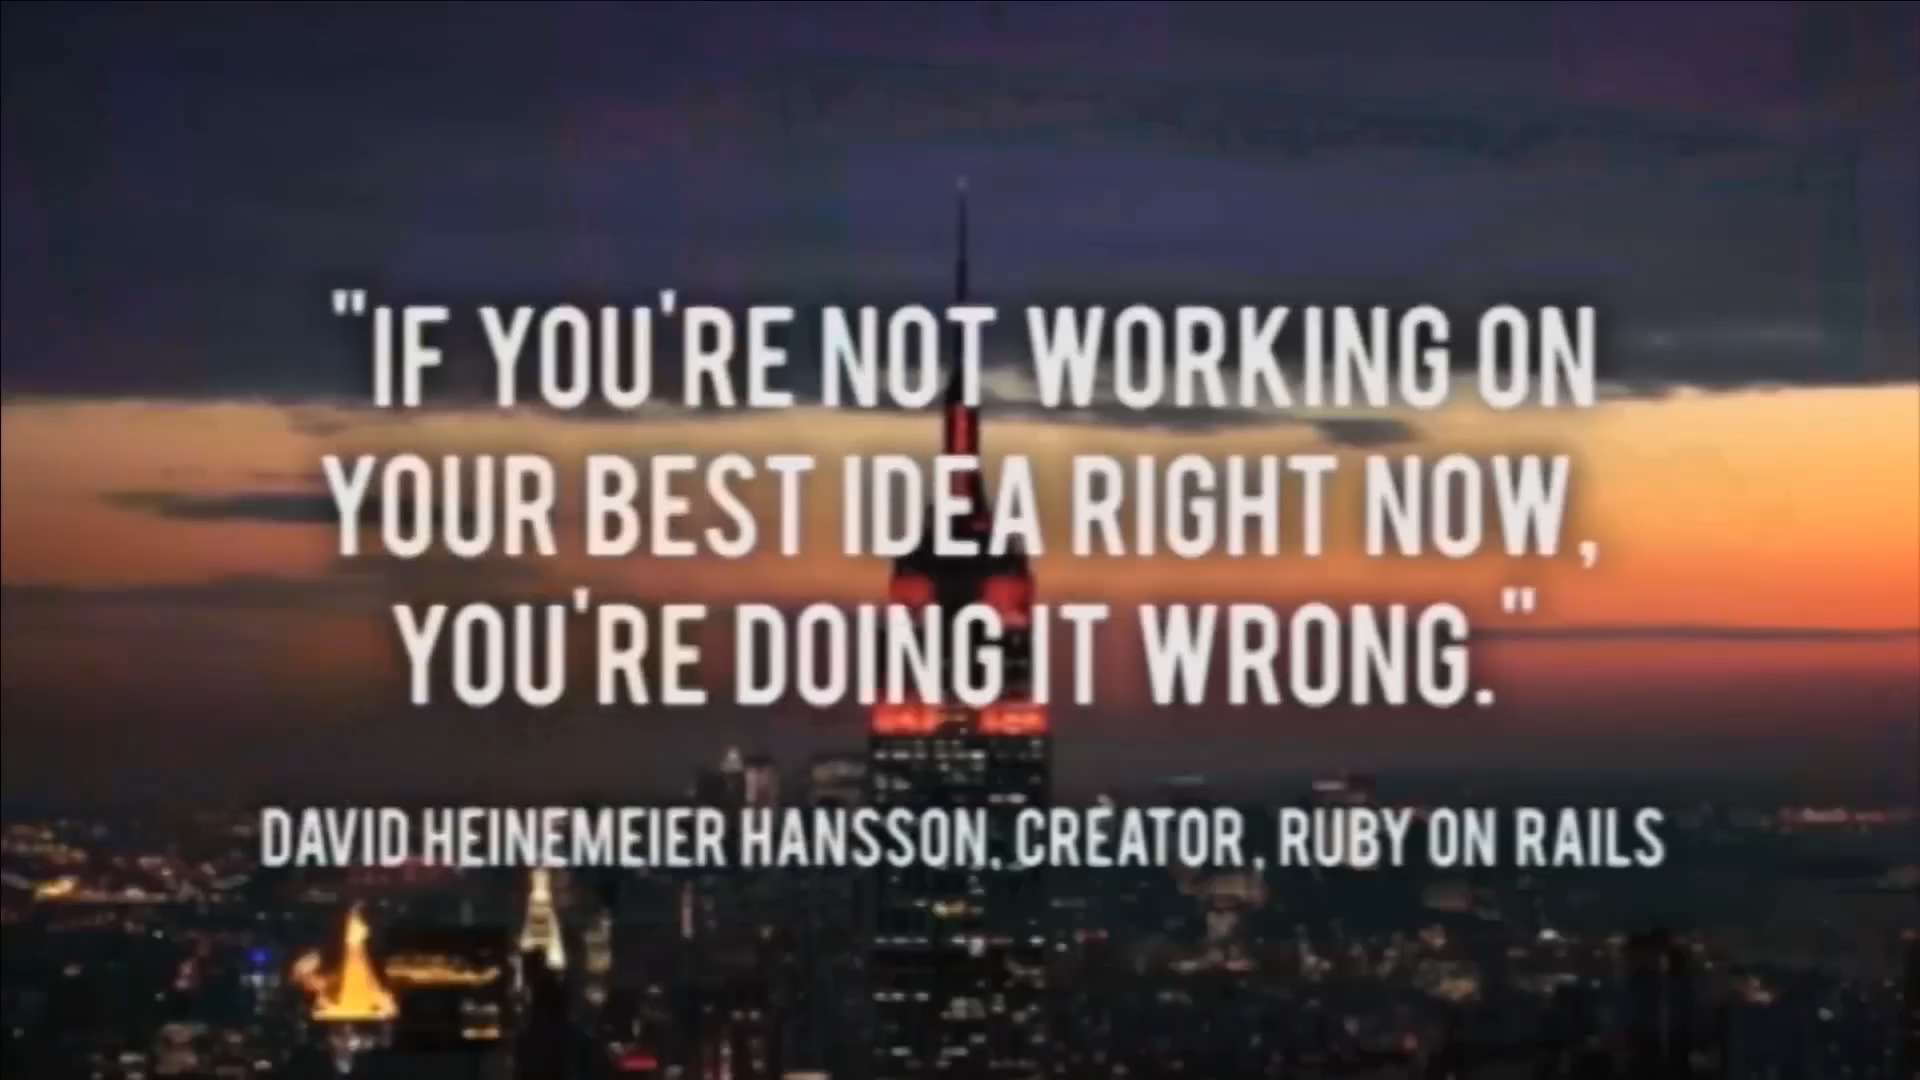 "IF YOU'RE NOT WORKING ON
YOUR BEST IDEA RIGHT NOW,
YOU'RE DOING IT WRONG."
DAVID HEINEMEIER HANSSON, CREATOR, RUBY ON RAILS